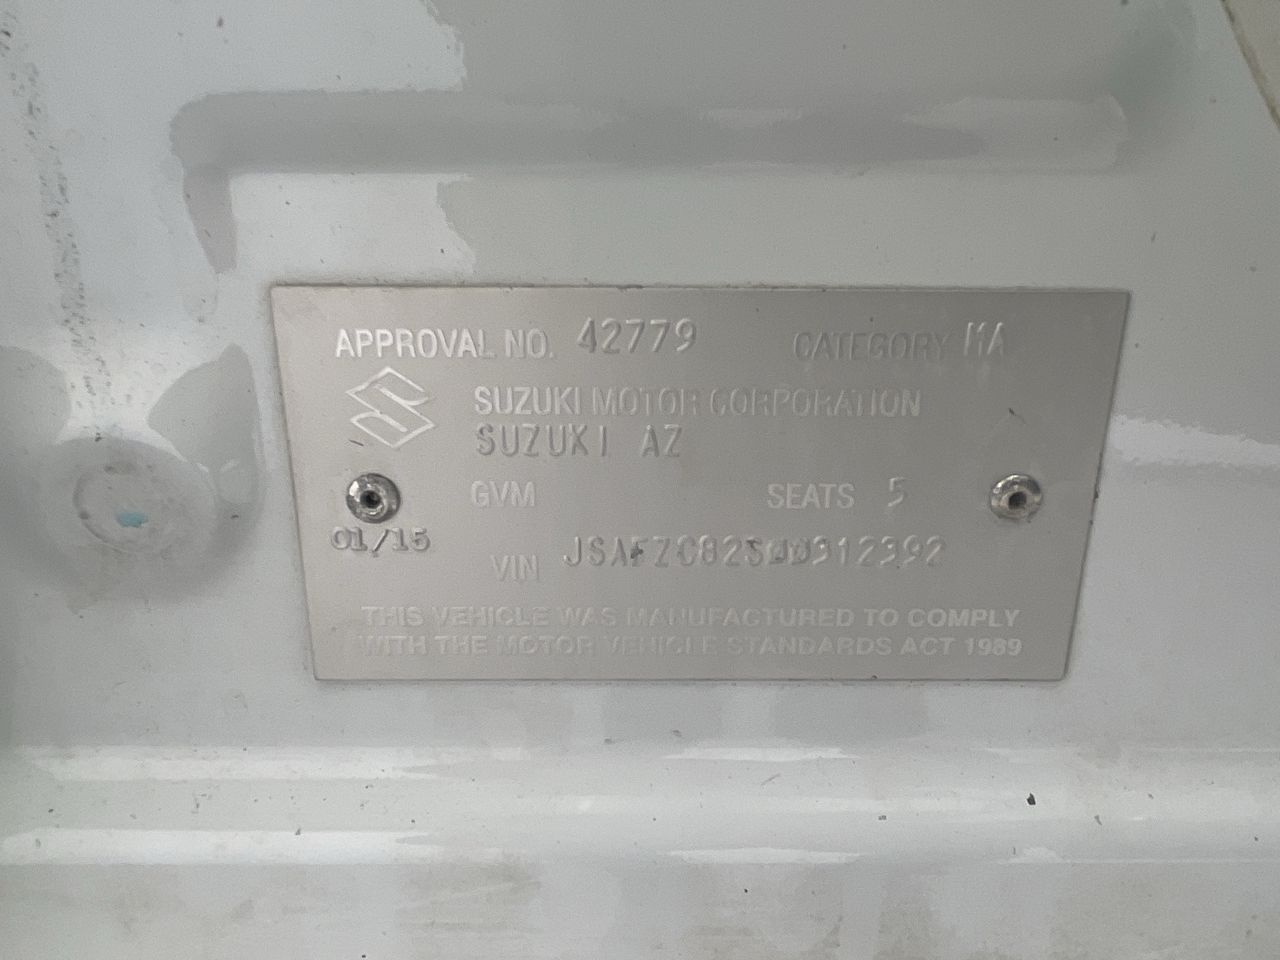 APPROVAL NO. 42779 CATEGORY MA
SUZUKI MOTOR CORPORATION
SUZUKI AZ
GVM SEATS 5
01/15
VIN JSAFZC82S00312392
THIS VEHICLE WAS MANUFACTURED TO COMPLY
WITH THE MOTOR VEHICLE STANDARDS ACT 1989